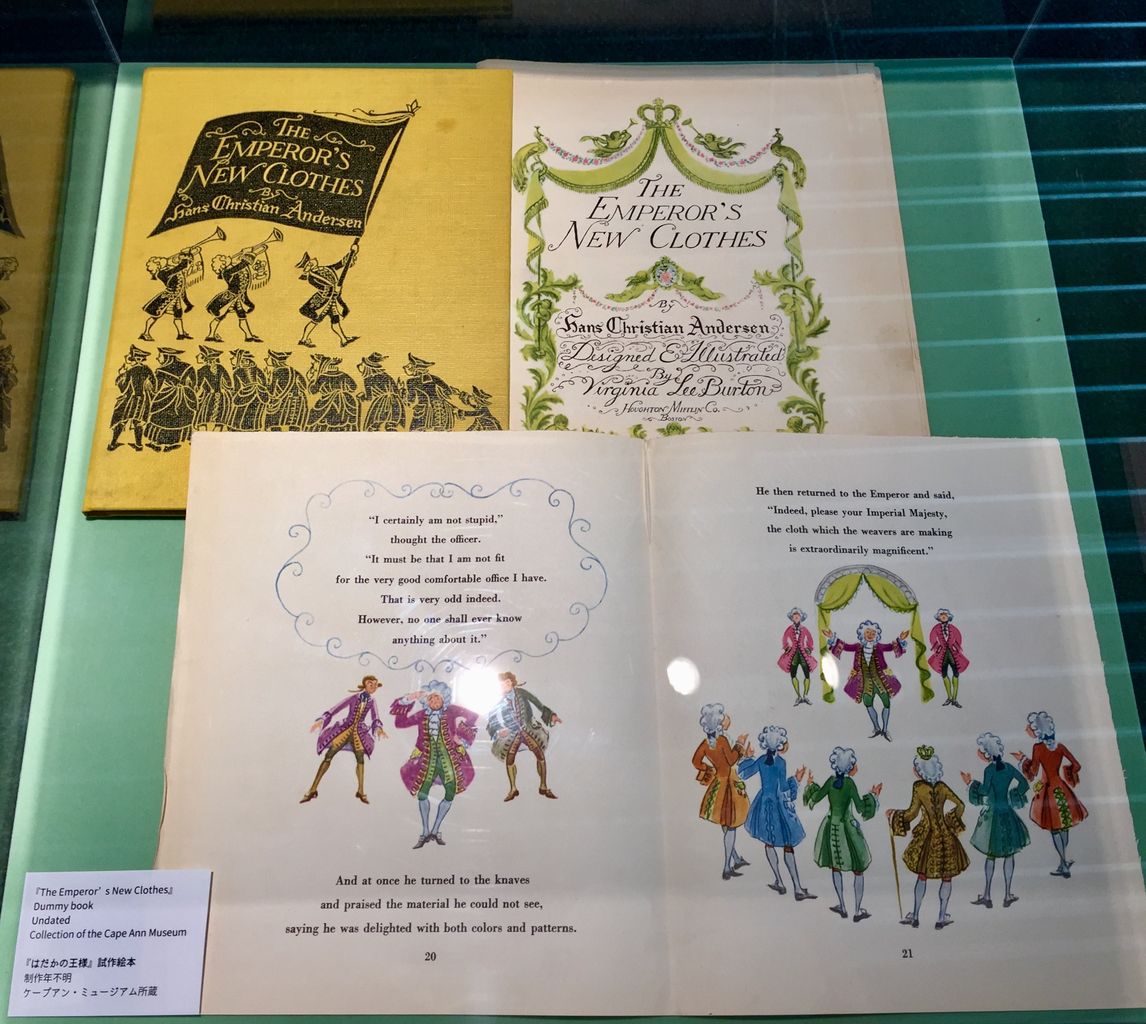 THE
EMPEROR'S
NEW CLOTHES
BY
Hans Christian Andersen
THE
EMPEROR'S
NEW CLOTHES
By
Hans Christian Andersen
Designed & Illustrated
By
Virginia Lee Burton
HOUGHTON MIFFLIN CO.
BOSTON
"I certainly am not stupid,"
thought the officer.
"It must be that I am not fit
for the very good comfortable office I have.
That is very odd indeed.
However, no one shall ever know
anything about it."
And at once he turned to the knaves
and praised the material he could not see,
saying he was delighted with both colors and patterns.
20
He then returned to the Emperor and said,
"Indeed, please your Imperial Majesty,
the cloth which the weavers are making
is extraordinarily magnificent."
21
『The Emperor's New Clothes』
Dummy book
Undated
Collection of the Cape Ann Museum
『はだかの王様』試作絵本
制作年不明
ケープアン・ミュージアム所蔵